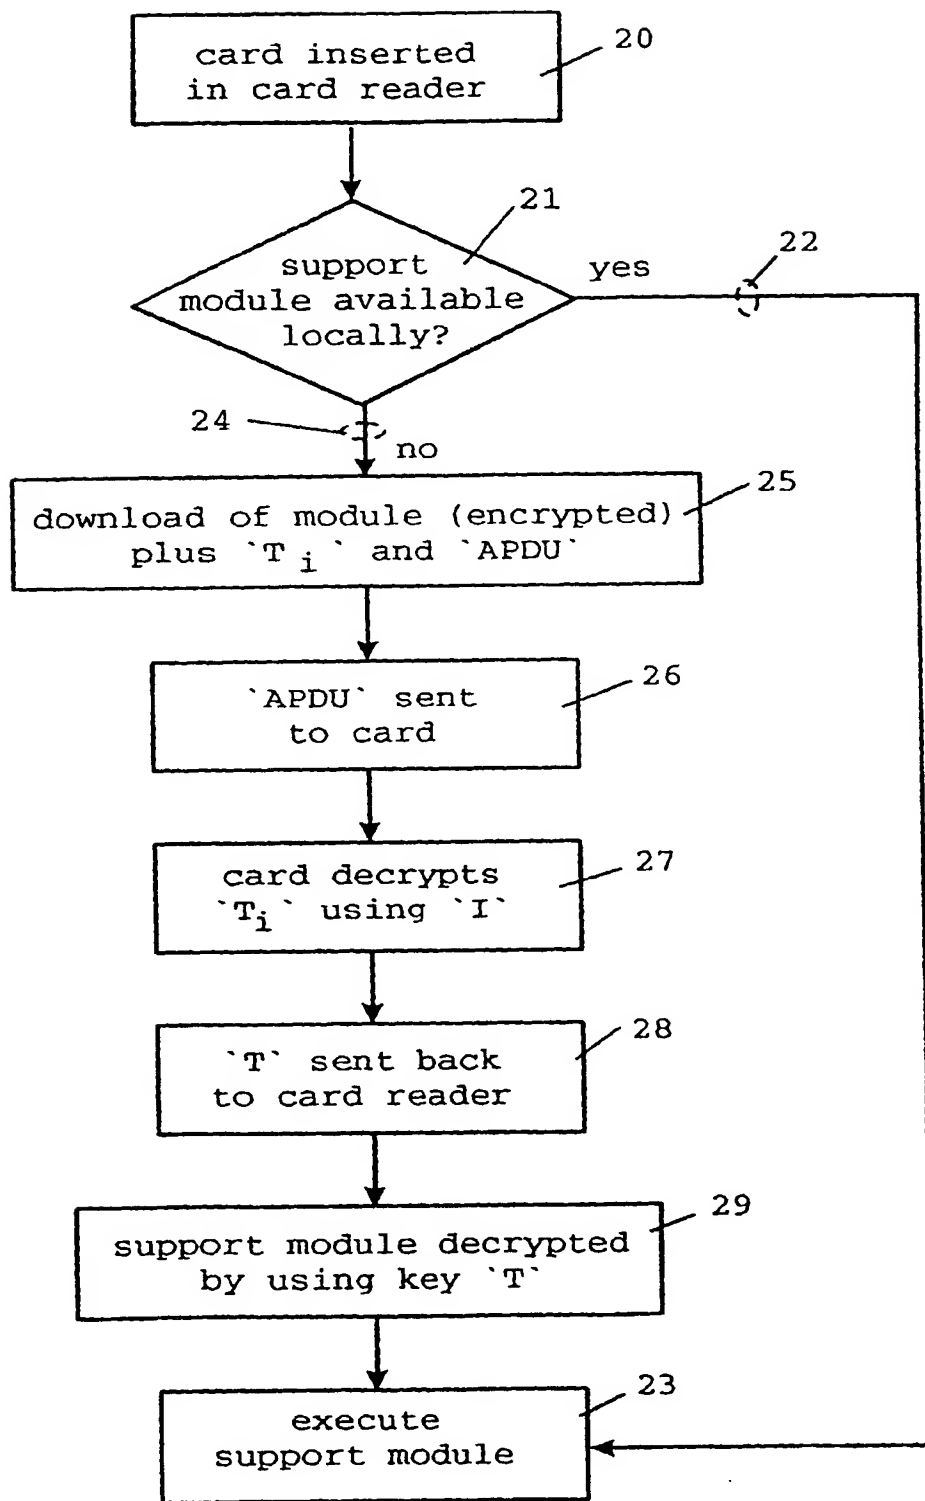 card inserted
in card reader
20
21
support
module available
locally?
yes
22
24
no
25
download of module (encrypted)
plus `Ti` and `APDU`
26
`APDU` sent
to card
27
card decrypts
`Ti` using `I`
28
`T` sent back
to card reader
29
support module decrypted
by using key `T`
23
execute
support module